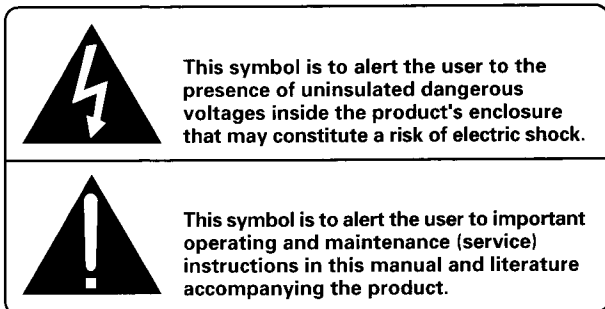 This symbol is to alert the user to the
presence of uninsulated dangerous
voltages inside the product's enclosure
that may constitute a risk of electric shock.
This symbol is to alert the user to important
operating and maintenance (service)
instructions in this manual and literature
accompanying the product.